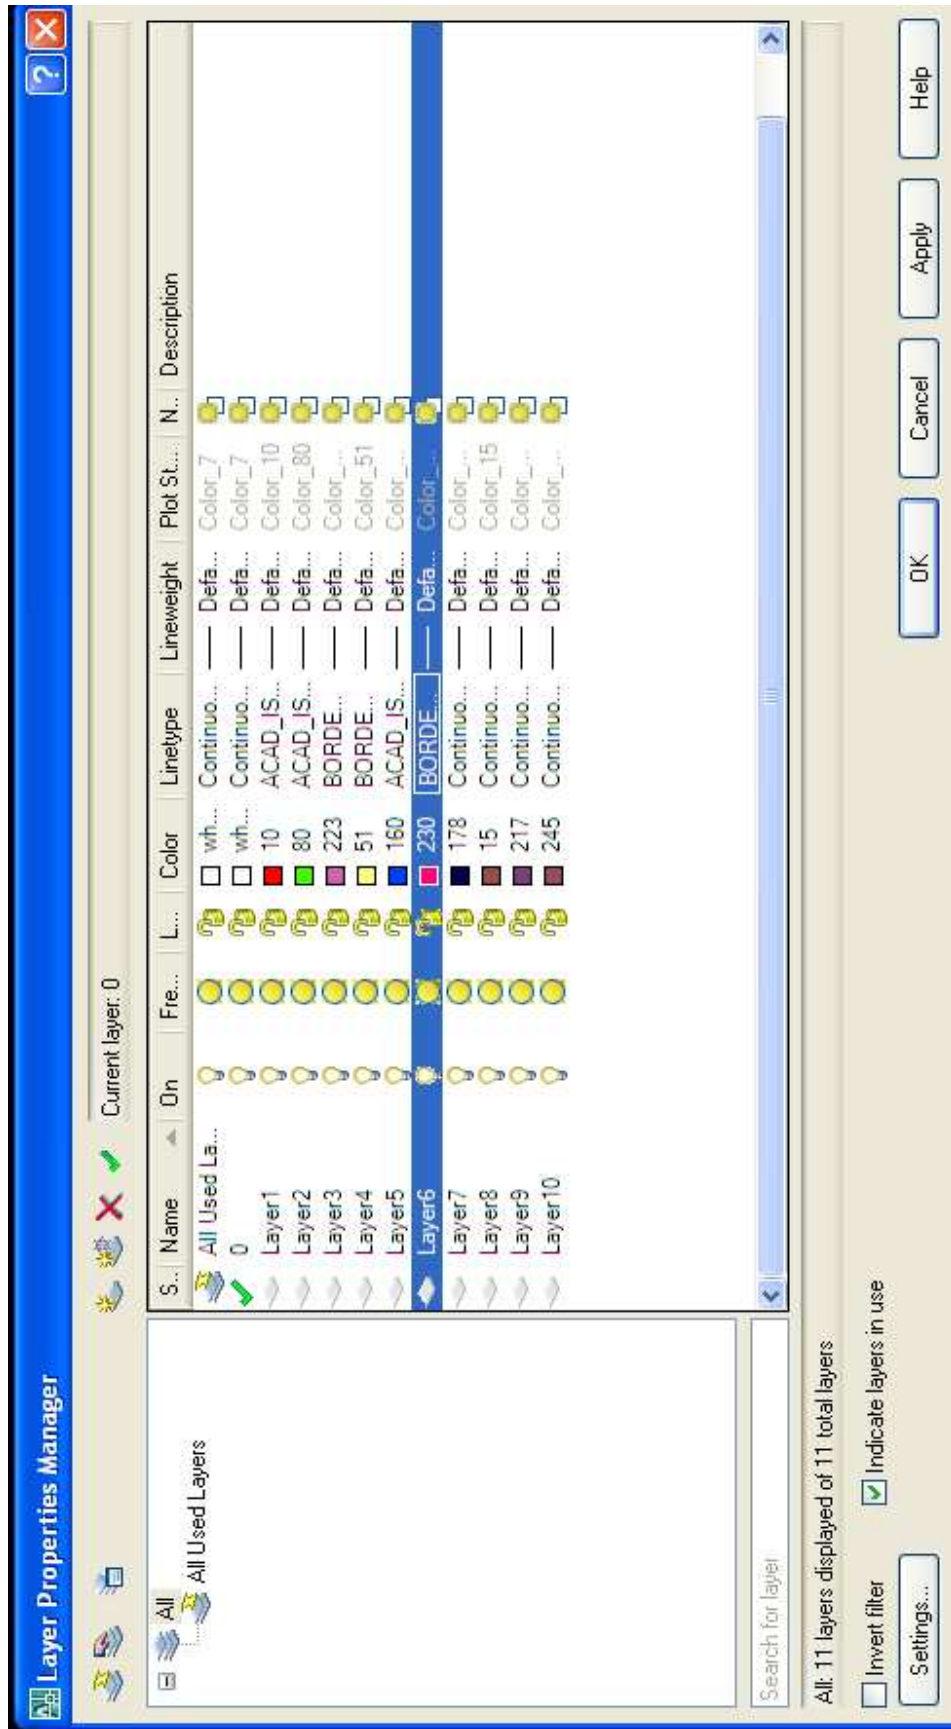 Layer Properties Manager
Current layer: 0
All
All Used Layers
S.. Name On Fre... L... Color Linetype Lineweight Plot St... N.. Description
All Used La... wh... Continuo... Defa... Color_7
0 wh... Continuo... Defa... Color_7
Layer1 10 ACAD_IS... Defa... Color_10
Layer2 80 ACAD_IS... Defa... Color_80
Layer3 223 BORDE... Defa... Color_...
Layer4 51 BORDE... Defa... Color_51
Layer5 160 ACAD_IS... Defa... Color_...
Layer6 230 BORDE... Defa... Color_...
Layer7 178 Continuo... Defa... Color_...
Layer8 15 Continuo... Defa... Color_15
Layer9 217 Continuo... Defa... Color_...
Layer10 245 Continuo... Defa... Color_...
Search for layer
All: 11 layers displayed of 11 total layers
Invert filter Indicate layers in use
Settings... OK Cancel Apply Help